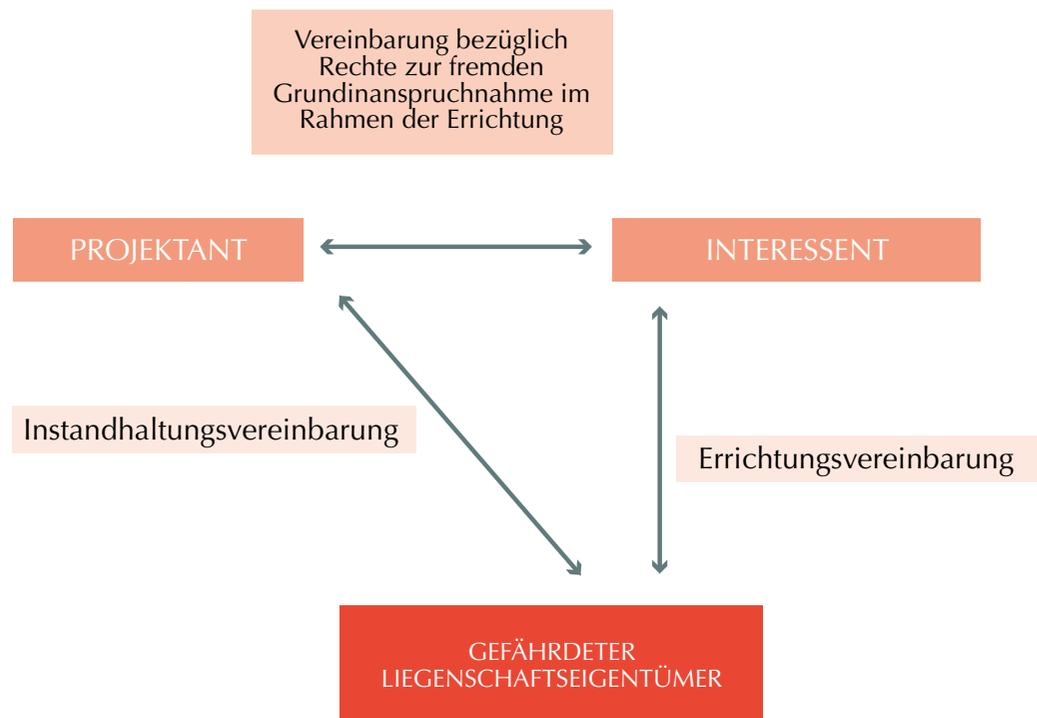 Vereinbarung bezüglich
Rechte zur fremden
Grundinanspruchnahme im
Rahmen der Errichtung
PROJEKTANT
INTERESSENT
Instandhaltungsvereinbarung
Errichtungsvereinbarung
GEFÄHRDETER
LIEGENSCHAFTSEIGENTÜMER